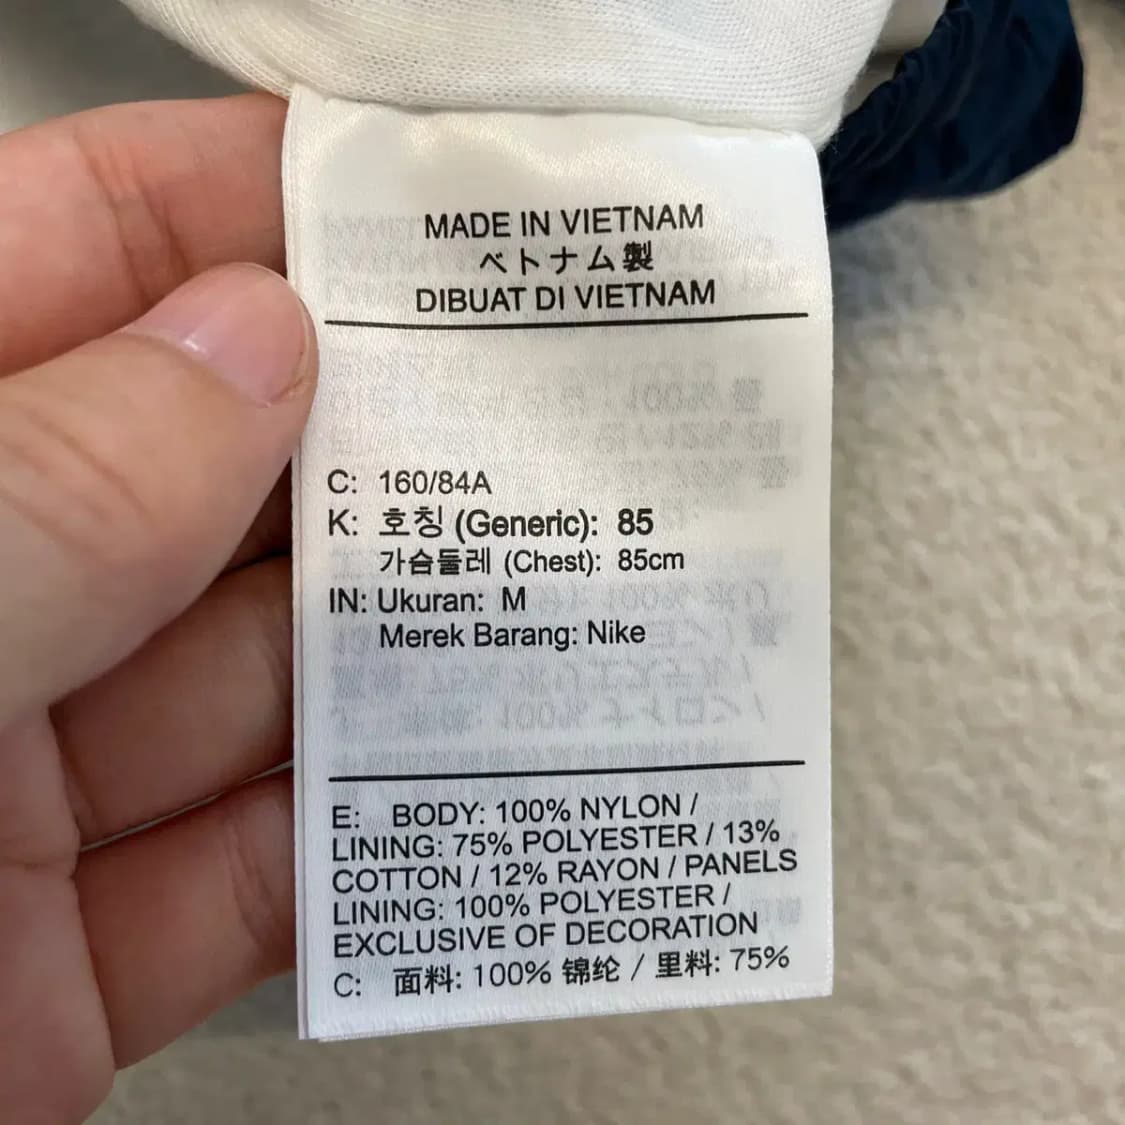 MADE IN VIETNAM
ベトナム製
DIBUAT DI VIETNAM
C: 160/84A
K: 호칭 (Generic): 85
가슴둘레 (Chest): 85cm
IN: Ukuran: M
Merek Barang: Nike
E: BODY: 100% NYLON /
LINING: 75% POLYESTER / 13%
COTTON / 12% RAYON / PANELS
LINING: 100% POLYESTER /
EXCLUSIVE OF DECORATION
C: 面料: 100% 锦纶 / 里料: 75%